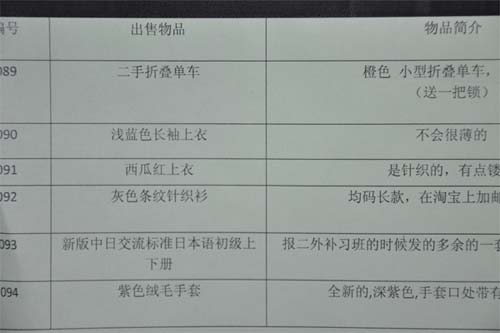 编号 出售物品 物品简介
089 二手折叠单车 橙色 小型折叠单车，
（送一把锁）
090 浅蓝色长袖上衣 不会很薄的
091 西瓜红上衣 是针织的，有点镂
092 灰色条纹针织衫 均码长款，在淘宝上加邮
093 新版中日交流标准日本语初级上 报二外补习班的时候发的多余的一套
下册
094 紫色绒毛手套 全新的,深紫色,手套口处带有